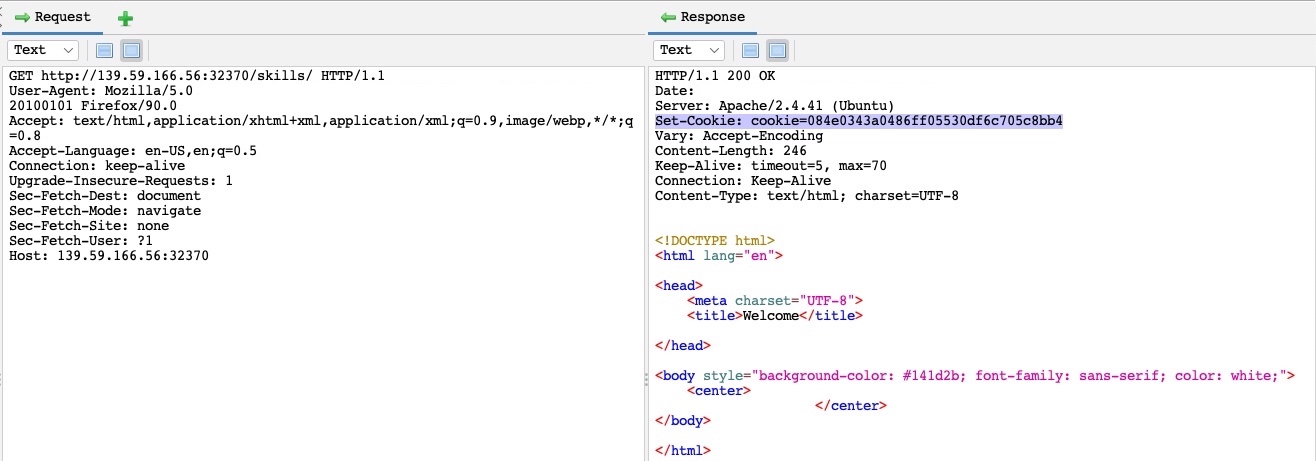 Request
Text
GET http://139.59.166.56:32370/skills/ HTTP/1.1
User-Agent: Mozilla/5.0
20100101 Firefox/90.0
Accept: text/html,application/xhtml+xml,application/xml;q=0.9,image/webp,*/*;q
=0.8
Accept-Language: en-US,en;q=0.5
Connection: keep-alive
Upgrade-Insecure-Requests: 1
Sec-Fetch-Dest: document
Sec-Fetch-Mode: navigate
Sec-Fetch-Site: none
Sec-Fetch-User: ?1
Host: 139.59.166.56:32370
Response
Text
HTTP/1.1 200 OK
Date:
Server: Apache/2.4.41 (Ubuntu)
Set-Cookie: cookie=084e0343a0486ff05530df6c705c8bb4
Vary: Accept-Encoding
Content-Length: 246
Keep-Alive: timeout=5, max=70
Connection: Keep-Alive
Content-Type: text/html; charset=UTF-8
<!DOCTYPE html>
<html lang="en">
<head>
<meta charset="UTF-8">
<title>Welcome</title>
</head>
<body style="background-color: #141d2b; font-family: sans-serif; color: white;">
<center>
</center>
</body>
</html>